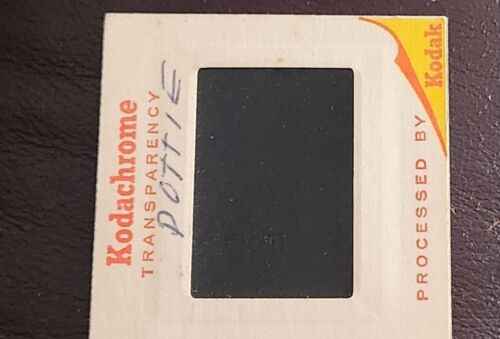 Kodachrome
TRANSPARENCY
DOTTIE
PROCESSED BY
Kodak